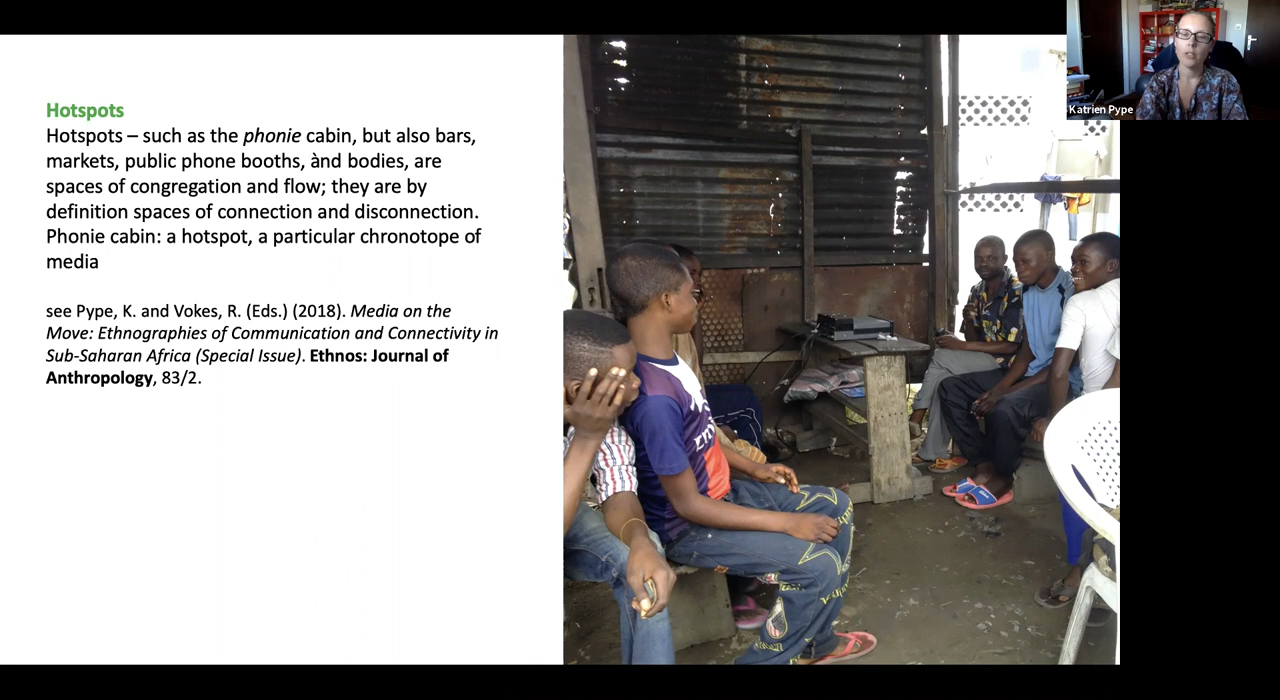 Hotspots
Hotspots – such as the phonie cabin, but also bars,
markets, public phone booths, ànd bodies, are
spaces of congregation and flow; they are by
definition spaces of connection and disconnection.
Phonie cabin: a hotspot, a particular chronotope of
media
see Pype, K. and Vokes, R. (Eds.) (2018). Media on the
Move: Ethnographies of Communication and Connectivity in
Sub-Saharan Africa (Special Issue). Ethnos: Journal of
Anthropology, 83/2.
Katrien Pype